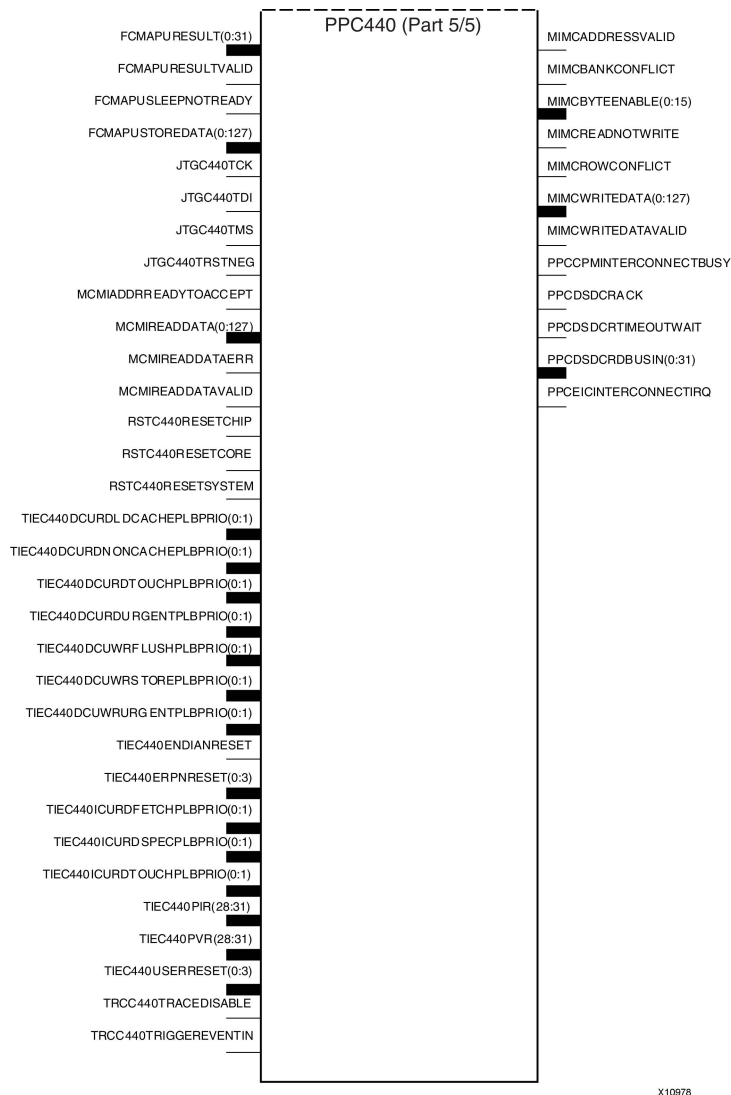 PPC440 (Part 5/5)
FCMAPURESULT(0:31)
FCMAPURESULTVALID
FCMAPUSLEEPNOTREADY
FCMAPUSTOREDATA(0:127)
JTGC440TCK
JTGC440TDI
JTGC440TMS
JTGC440TRSTNEG
MCMIADDRREADYTOACCEPT
MCMIREADDATA(0:127)
MCMIREADDATAERR
MCMIREADDATAVALID
RSTC440RESETCHIP
RSTC440RESETCORE
RSTC440RESETSYSTEM
TIEC440DCURDLDCACHEPLBPRIO(0:1)
TIEC440DCURDNONCACHEPLBPRIO(0:1)
TIEC440DCURDTOUCHPLBPRIO(0:1)
TIEC440DCURDURGENTPLBPRIO(0:1)
TIEC440DCUWRFLUSHPLBPRIO(0:1)
TIEC440DCUWRSTOREPLBPRIO(0:1)
TIEC440DCUWRURGENTPLBPRIO(0:1)
TIEC440ENDIANRESET
TIEC440ERPNRESET(0:3)
TIEC440ICURDFETCHPLBPRIO(0:1)
TIEC440ICURDSPECPLBPRIO(0:1)
TIEC440ICURDTOUCHPLBPRIO(0:1)
TIEC440PIR(28:31)
TIEC440PVR(28:31)
TIEC440USERRESET(0:3)
TRCC440TRACEDISABLE
TRCC440TRIGGEREVENTIN
MIMCADDRESSVALID
MIMCBANKCONFLICT
MIMCBYTEENABLE(0:15)
MIMCREADNOTWRITE
MIMCROWCONFLICT
MIMCWRITEDATA(0:127)
MIMCWRITEDATAVALID
PPCCPMINTERCONNECTBUSY
PPCDSDCRACK
PPCDSDCRTIMEOUTWAIT
PPCDSDCRDBUSIN(0:31)
PPCEICINTERCONNECTIRQ
X10978